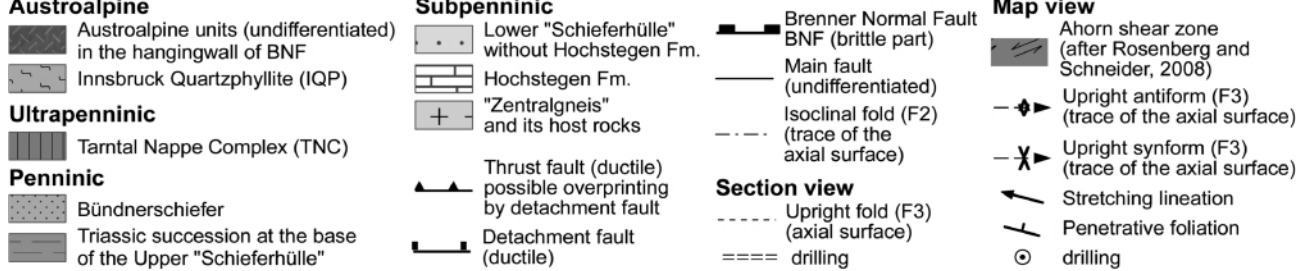 Austroalpine
Austroalpine units (undifferentiated)
in the hangingwall of BNF
Innsbruck Quartzphyllite (IQP)
Ultrapenninic
Tarntal Nappe Complex (TNC)
Penninic
Bündnerschiefer
Triassic succession at the base
of the Upper "Schieferhülle"
Subpenninic
Lower "Schieferhülle"
without Hochstegen Fm.
Hochstegen Fm.
"Zentralgneis"
and its host rocks
Thrust fault (ductile)
possible overprinting
by detachment fault
Detachment fault
(ductile)
Brenner Normal Fault
BNF (brittle part)
Main fault
(undifferentiated)
Isoclinal fold (F2)
(trace of the
axial surface)
Section view
Upright fold (F3)
(axial surface)
drilling
Map view
Ahorn shear zone
(after Rosenberg and
Schneider, 2008)
Upright antiform (F3)
(trace of the axial surface)
Upright synform (F3)
(trace of the axial surface)
Stretching lineation
Penetrative foliation
drilling